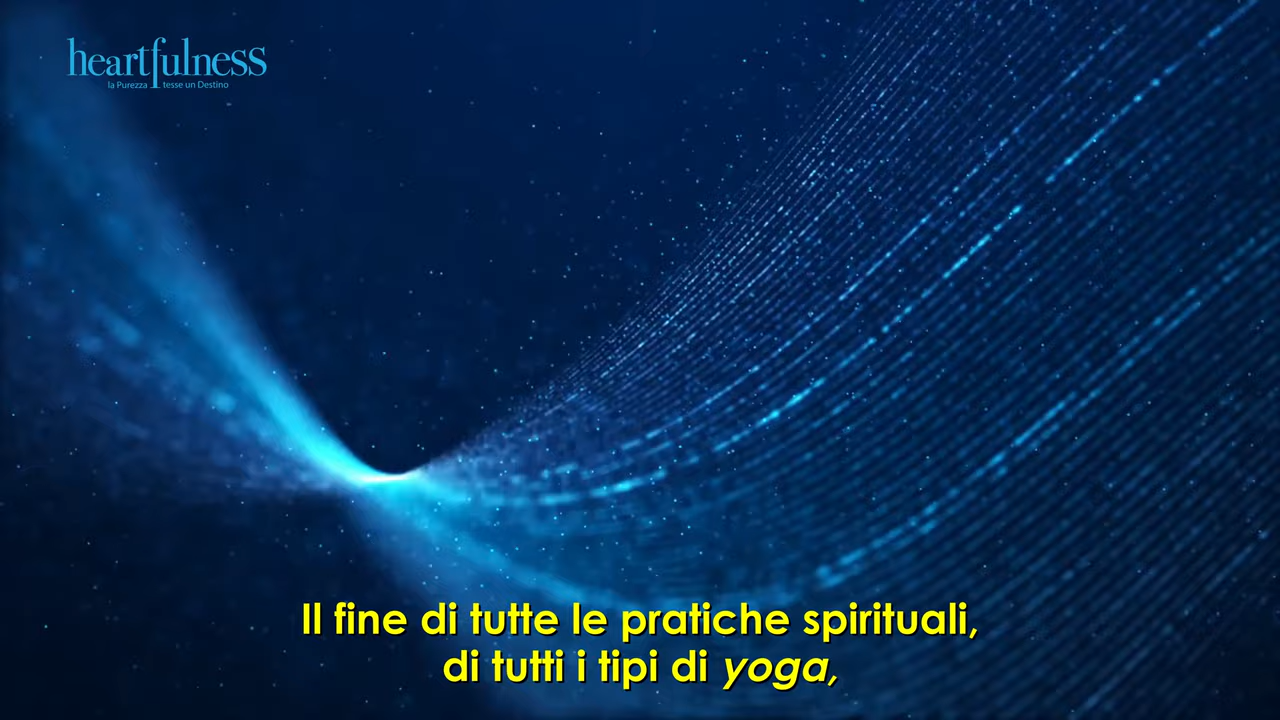 heartfulness
la Purezza tesse un Destino
Il fine di tutte le pratiche spirituali,
di tutti i tipi di yoga,